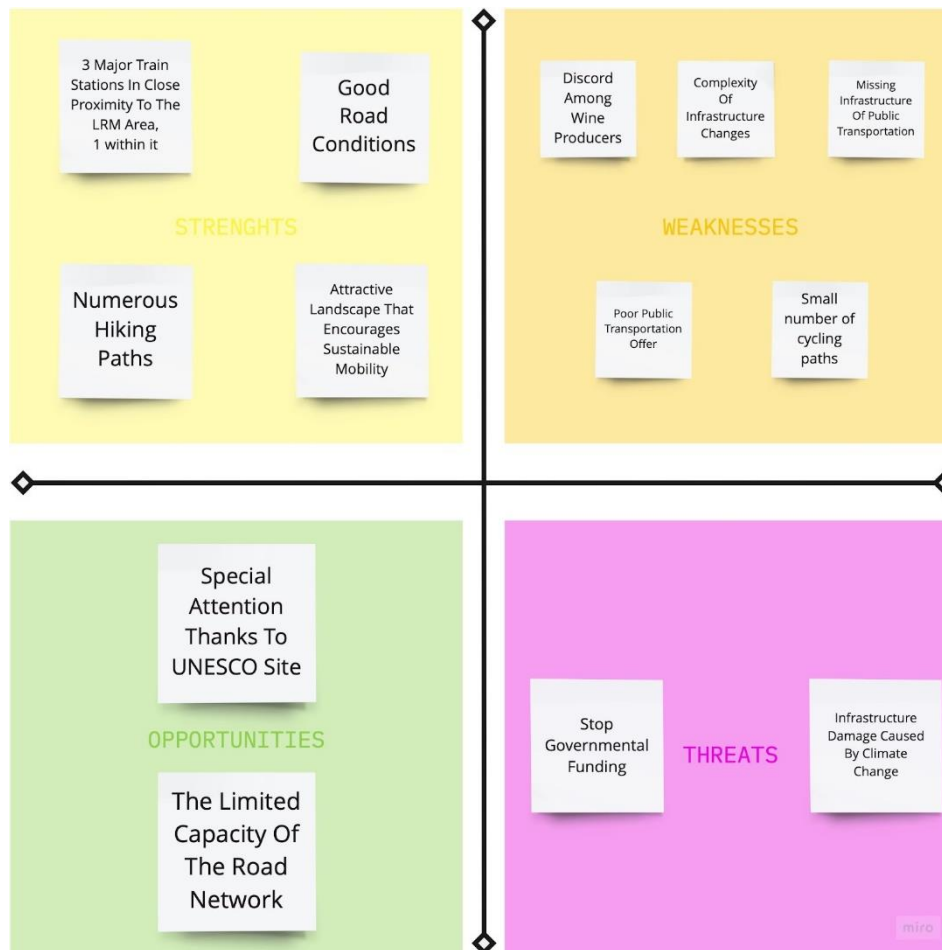 3 Major Train
Stations In Close
Proximity To The
LRM Area,
1 within it
Good
Road
Conditions
STRENGHTS
Numerous
Hiking
Paths
Attractive
Landscape That
Encourages
Sustainable
Mobility
Discord
Among
Wine
Producers
Complexity
Of
Infrastructure
Changes
Missing
Infrastructure
Of Public
Transportation
WEAKNESSES
Poor Public
Transportation
Offer
Small
number of
cycling
paths
Special
Attention
Thanks To
UNESCO Site
OPPORTUNITIES
The Limited
Capacity Of
The Road
Network
Stop
Governmental
Funding
THREATS
Infrastructure
Damage Caused
By Climate
Change
miro